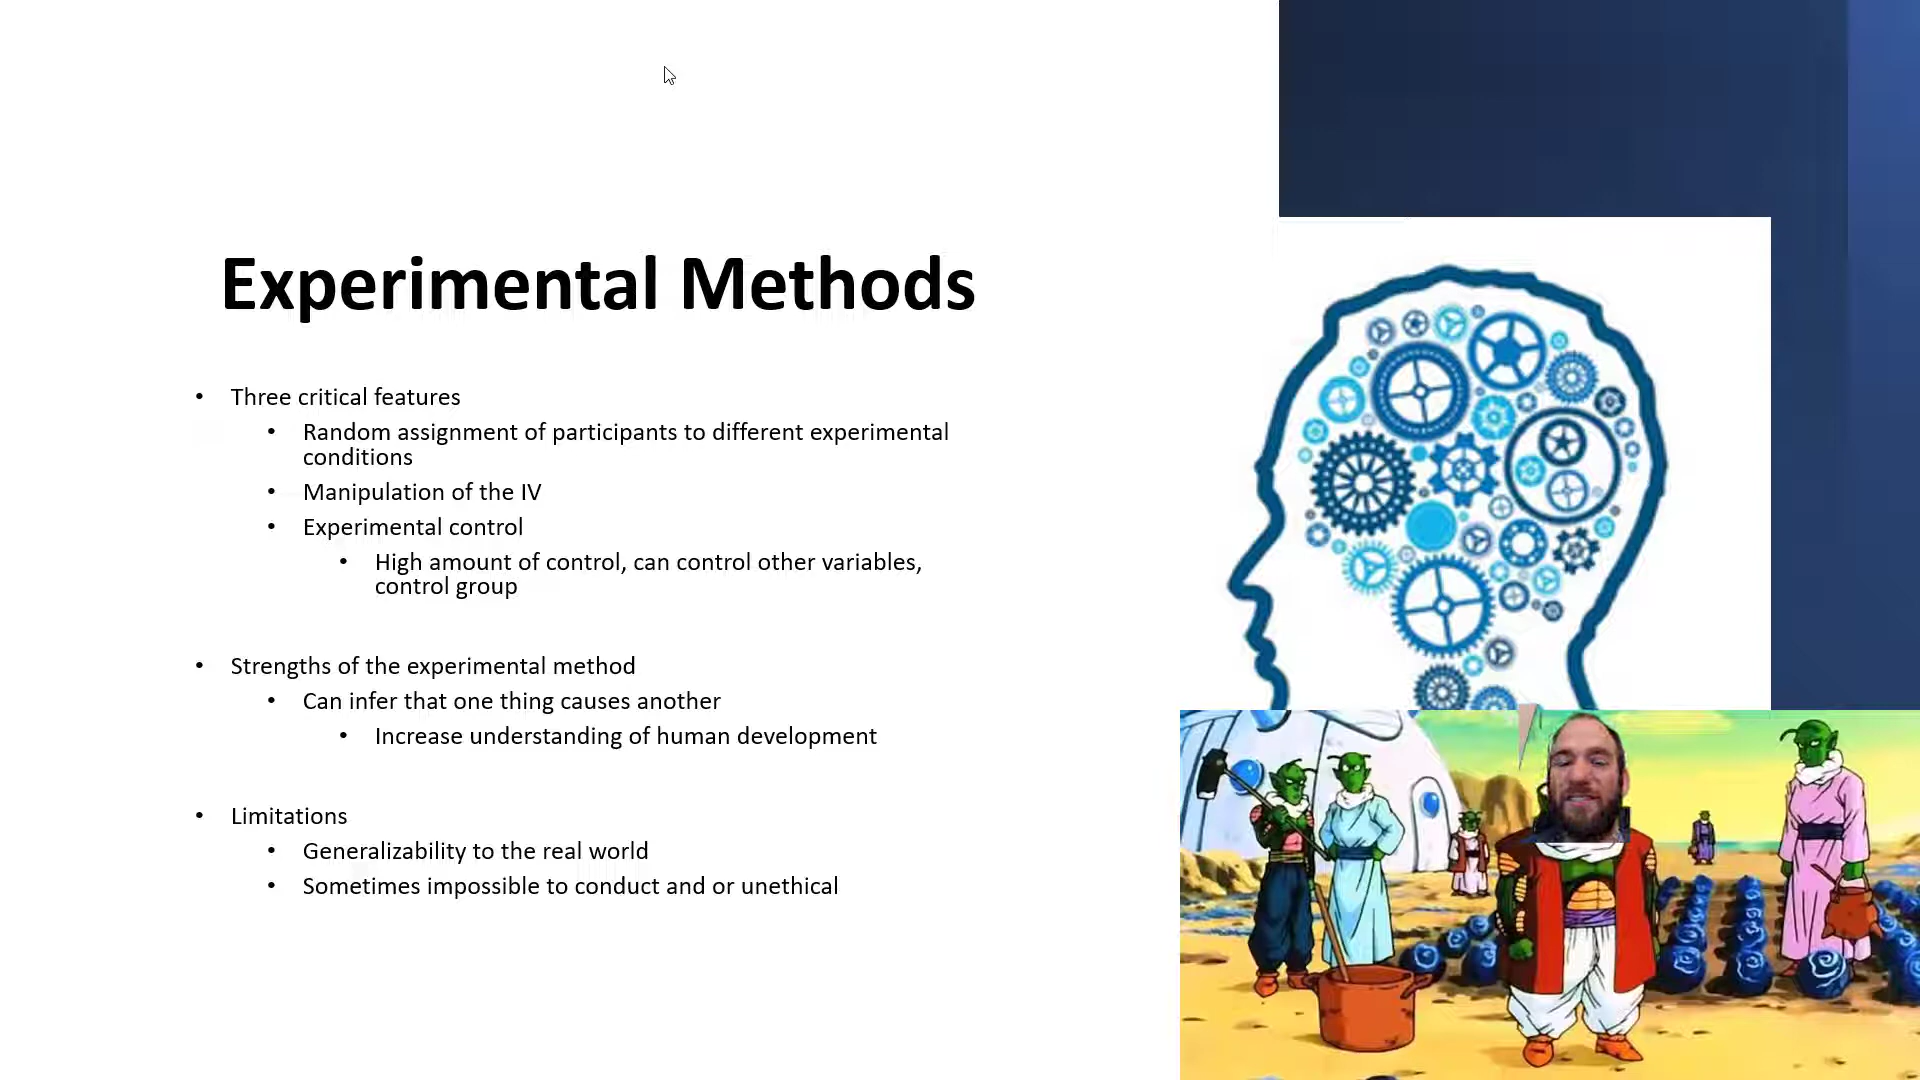 Experimental Methods
• Three critical features
• Random assignment of participants to different experimental
conditions
• Manipulation of the IV
• Experimental control
• High amount of control, can control other variables,
control group
• Strengths of the experimental method
• Can infer that one thing causes another
• Increase understanding of human development
• Limitations
• Generalizability to the real world
• Sometimes impossible to conduct and or unethical